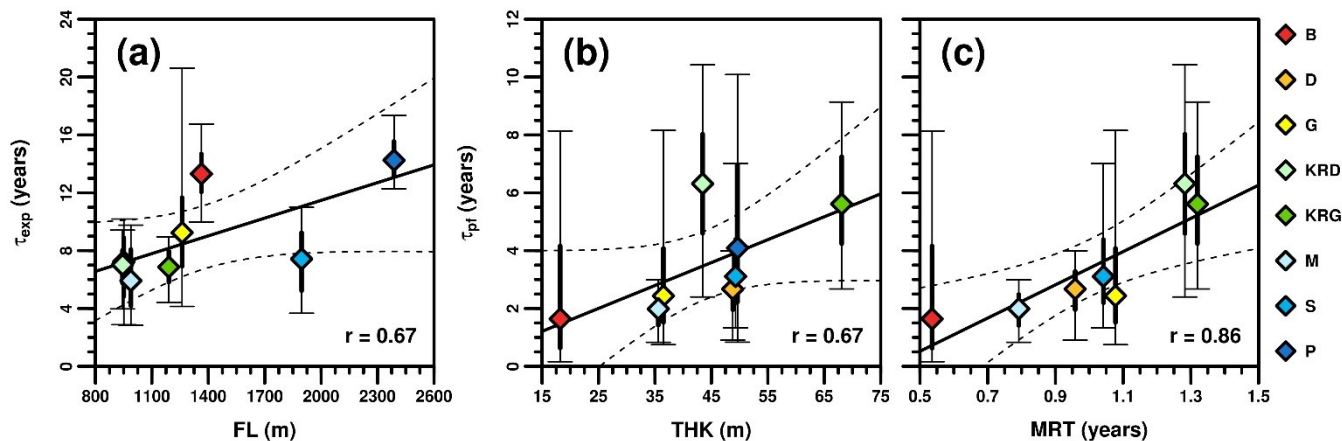 (a)
24
20
16
12
8
4
0
τexp (years)
800 1100 1400 1700 2000 2300 2600
FL (m)
r = 0.67
(b)
12
10
8
6
4
2
0
τpf (years)
15 25 35 45 55 65 75
THK (m)
r = 0.67
(c)
0.5 0.7 0.9 1.1 1.3 1.5
MRT (years)
r = 0.86
B
D
G
KRD
KRG
M
S
P